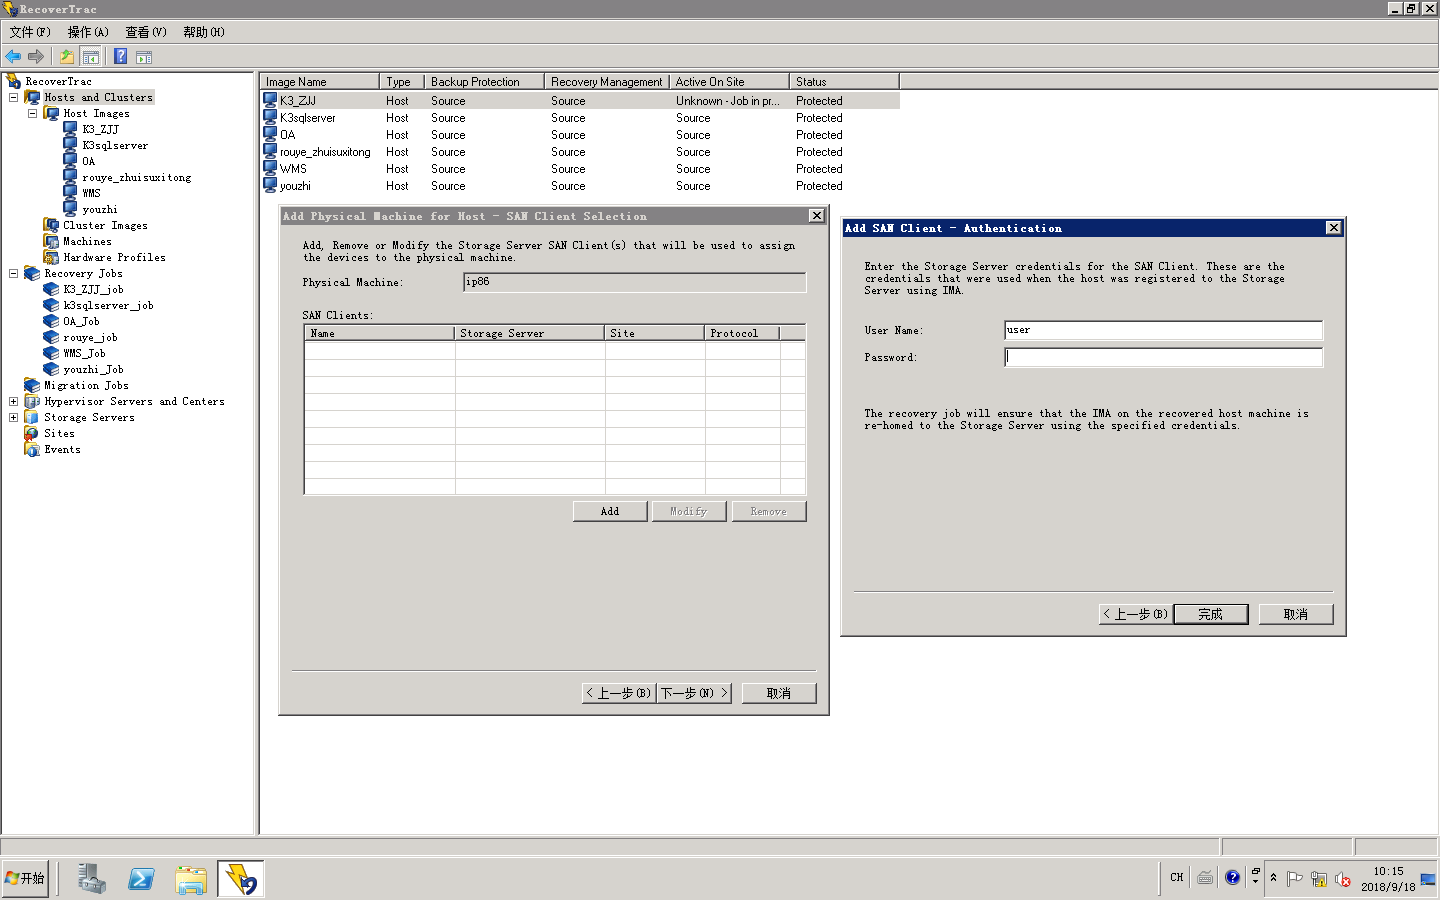 RecoverTrac
文件(F) 操作(A) 查看(V) 帮助(H)
RecoverTrac
Hosts and Clusters
Host Images
K3_ZJJ
K3sqlserver
OA
rouye_zhuisuxitong
WMS
youzhi
Cluster Images
Machines
Hardware Profiles
Recovery Jobs
K3_ZJJ_job
k3sqlserver_job
OA_Job
rouye_job
WMS_Job
youzhi_Job
Migration Jobs
Hypervisor Servers and Centers
Storage Servers
Sites
Events
Image Name Type Backup Protection Recovery Management Active On Site Status
K3_ZJJ Host Source Source Unknown - Job in pr... Protected
K3sqlserver Host Source Source Source Protected
OA Host Source Source Source Protected
rouye_zhuisuxitong Host Source Source Source Protected
WMS Host Source Source Source Protected
youzhi Host Source Source Source Protected
Add Physical Machine for Host - SAN Client Selection
Add, Remove or Modify the Storage Server SAN Client(s) that will be used to assign
the devices to the physical machine.
Physical Machine: ip86
SAN Clients:
Name Storage Server Site Protocol
Add Modify Remove
< 上一步(B) 下一步(N) > 取消
Add SAN Client - Authentication
Enter the Storage Server credentials for the SAN Client. These are the
credentials that were used when the host was registered to the Storage
Server using IMA.
User Name: user
Password:
The recovery job will ensure that the IMA on the recovered host machine is
re-homed to the Storage Server using the specified credentials.
< 上一步(B) 完成 取消
开始
CH
10:15
2018/9/18